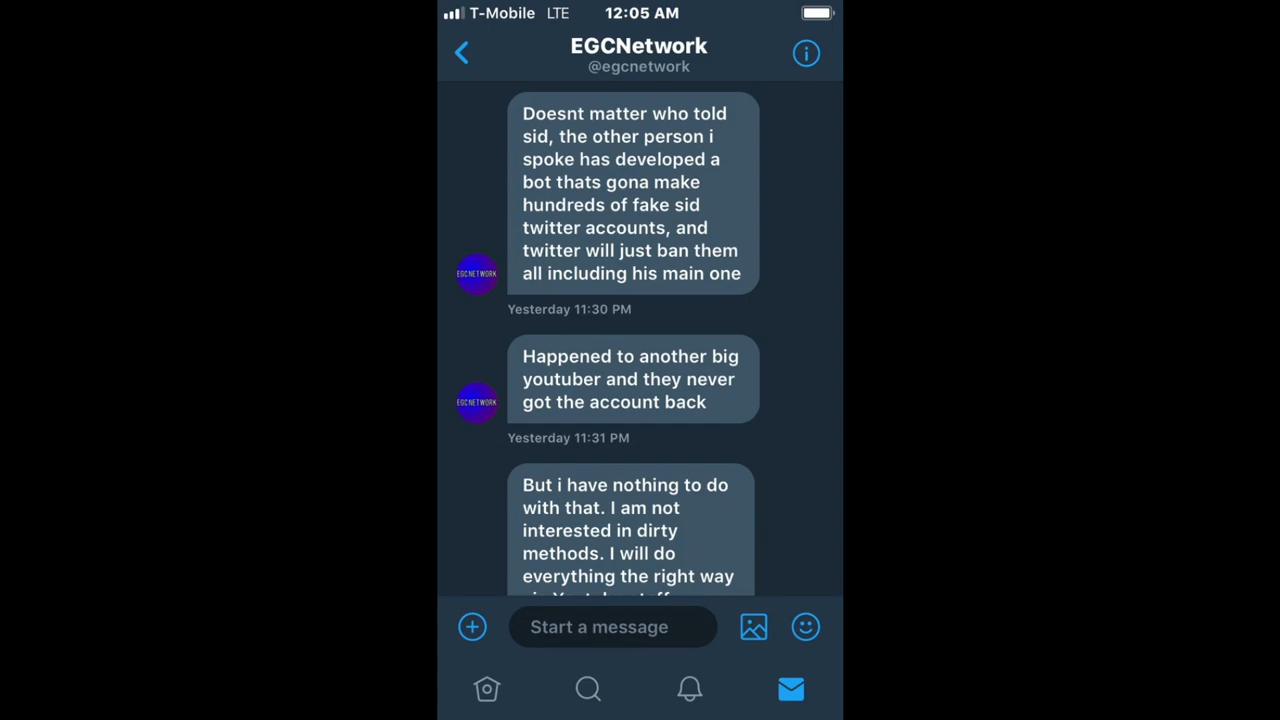 T-Mobile LTE 12:05 AM
EGCNetwork
@egcnetwork
Doesnt matter who told
sid, the other person i
spoke has developed a
bot thats gona make
hundreds of fake sid
twitter accounts, and
twitter will just ban them
all including his main one
EGCNETWORK
Yesterday 11:30 PM
Happened to another big
youtuber and they never
got the account back
EGCNETWORK
Yesterday 11:31 PM
But i have nothing to do
with that. I am not
interested in dirty
methods. I will do
everything the right way
Start a message